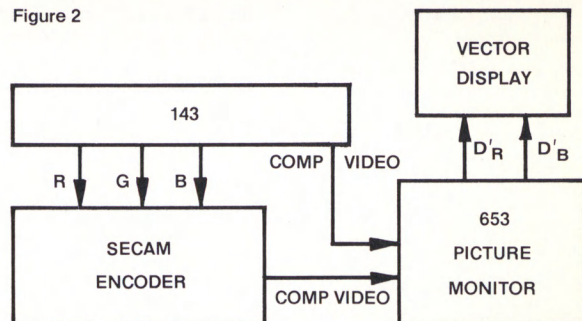 Figure 2
VECTOR
DISPLAY
143
COMP VIDEO
D'R D'B
R G B
653
PICTURE
MONITOR
SECAM
ENCODER
COMP VIDEO